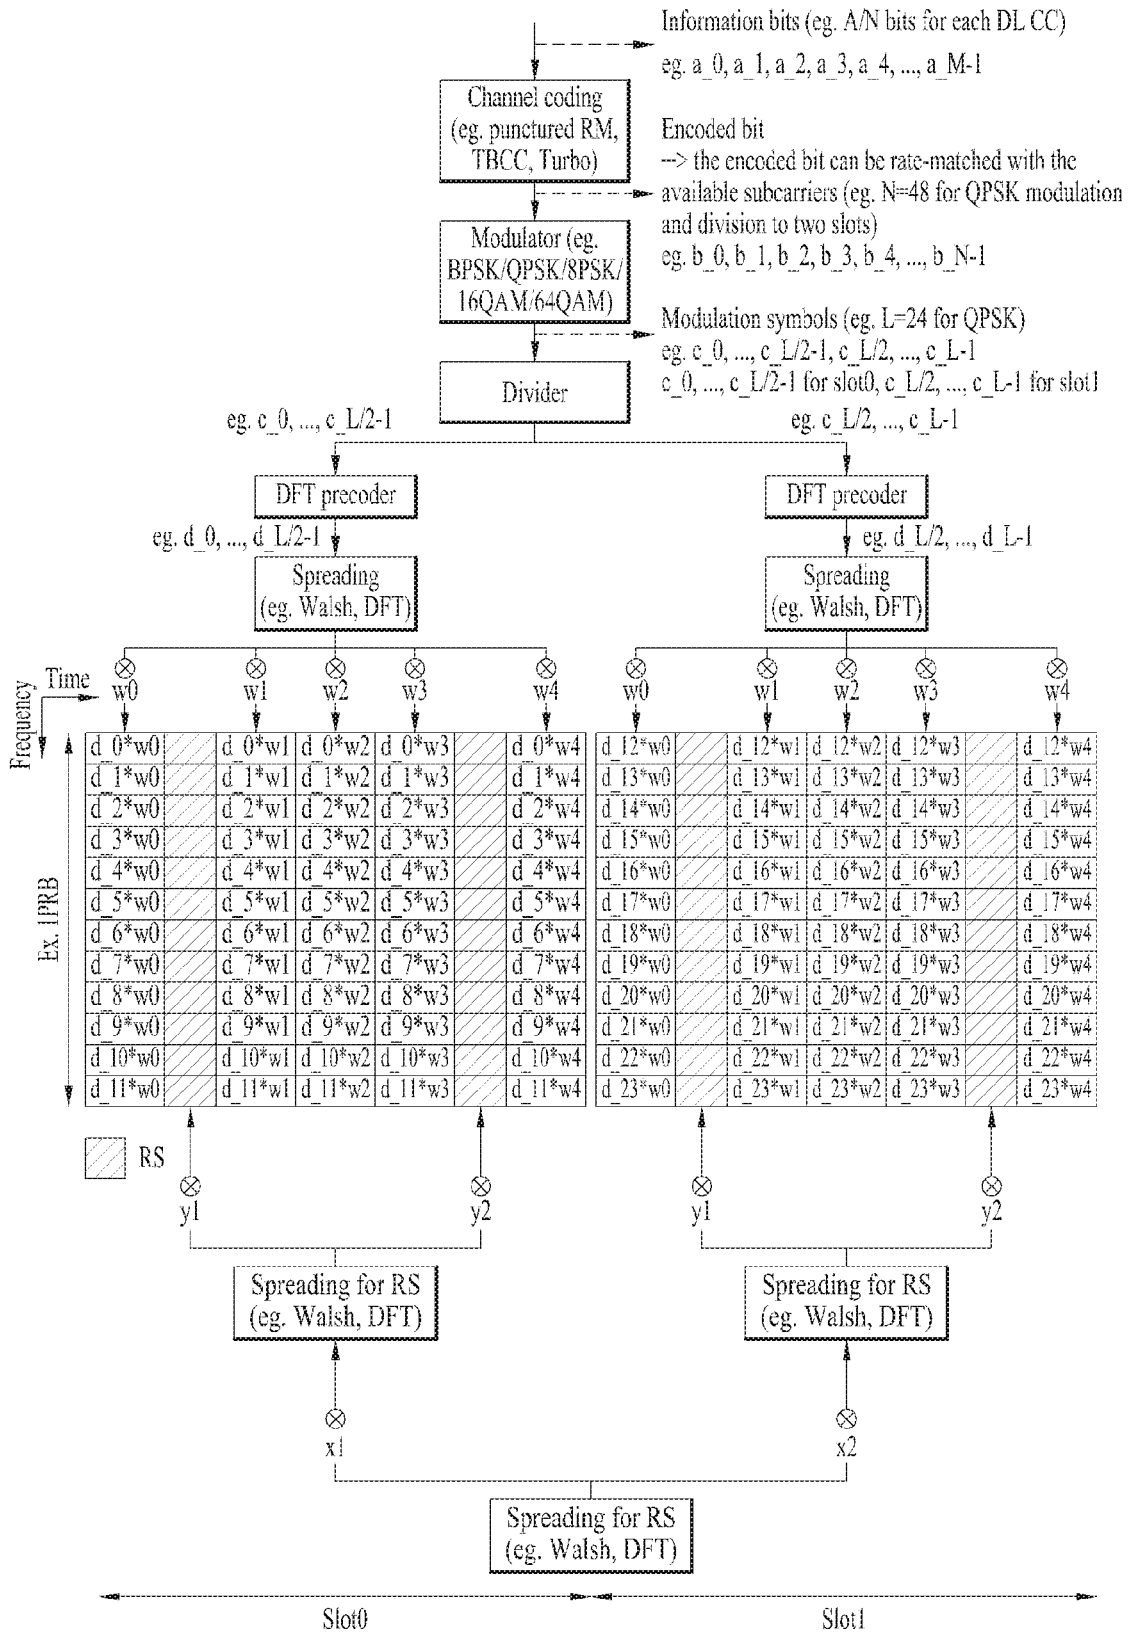 Information bits (eg. A/N bits for each DL CC)
eg. a_0, a_1, a_2, a_3, a_4, ..., a_M-1
Channel coding
(eg. punctured RM,
TBCC, Turbo)
Encoded bit
--> the encoded bit can be rate-matched with the
available subcarriers (eg. N=48 for QPSK modulation
and division to two slots)
eg. b_0, b_1, b_2, b_3, b_4, ..., b_N-1
Modulator (eg.
BPSK/QPSK/8PSK/
16QAM/64QAM)
Modulation symbols (eg. L=24 for QPSK)
eg. c_0, ..., c_L/2-1, c_L/2, ..., c_L-1
c_0, ..., c_L/2-1 for slot0, c_L/2, ..., c_L-1 for slot1
Divider
eg. c_0, ..., c_L/2-1
eg. c_L/2, ..., c_L-1
DFT precoder
DFT precoder
eg. d_0, ..., d_L/2-1
eg. d_L/2, ..., d_L-1
Spreading
(eg. Walsh, DFT)
Spreading
(eg. Walsh, DFT)
Time
Frequency
w0 w1 w2 w3 w4 w0 w1 w2 w3 w4
d_0*w0 d_0*w1 d_0*w2 d_0*w3 d_0*w4 d_12*w0 d_12*w1 d_12*w2 d_12*w3 d_12*w4
d_1*w0 d_1*w1 d_1*w2 d_1*w3 d_1*w4 d_13*w0 d_13*w1 d_13*w2 d_13*w3 d_13*w4
d_2*w0 d_2*w1 d_2*w2 d_2*w3 d_2*w4 d_14*w0 d_14*w1 d_14*w2 d_14*w3 d_14*w4
d_3*w0 d_3*w1 d_3*w2 d_3*w3 d_3*w4 d_15*w0 d_15*w1 d_15*w2 d_15*w3 d_15*w4
d_4*w0 d_4*w1 d_4*w2 d_4*w3 d_4*w4 d_16*w0 d_16*w1 d_16*w2 d_16*w3 d_16*w4
d_5*w0 d_5*w1 d_5*w2 d_5*w3 d_5*w4 d_17*w0 d_17*w1 d_17*w2 d_17*w3 d_17*w4
d_6*w0 d_6*w1 d_6*w2 d_6*w3 d_6*w4 d_18*w0 d_18*w1 d_18*w2 d_18*w3 d_18*w4
d_7*w0 d_7*w1 d_7*w2 d_7*w3 d_7*w4 d_19*w0 d_19*w1 d_19*w2 d_19*w3 d_19*w4
d_8*w0 d_8*w1 d_8*w2 d_8*w3 d_8*w4 d_20*w0 d_20*w1 d_20*w2 d_20*w3 d_20*w4
d_9*w0 d_9*w1 d_9*w2 d_9*w3 d_9*w4 d_21*w0 d_21*w1 d_21*w2 d_21*w3 d_21*w4
d_10*w0 d_10*w1 d_10*w2 d_10*w3 d_10*w4 d_22*w0 d_22*w1 d_22*w2 d_22*w3 d_22*w4
d_11*w0 d_11*w1 d_11*w2 d_11*w3 d_11*w4 d_23*w0 d_23*w1 d_23*w2 d_23*w3 d_23*w4
Ex. 1PRB
RS
y1 y2 y1 y2
Spreading for RS
(eg. Walsh, DFT)
Spreading for RS
(eg. Walsh, DFT)
x1 x2
Spreading for RS
(eg. Walsh, DFT)
Slot0 Slot1